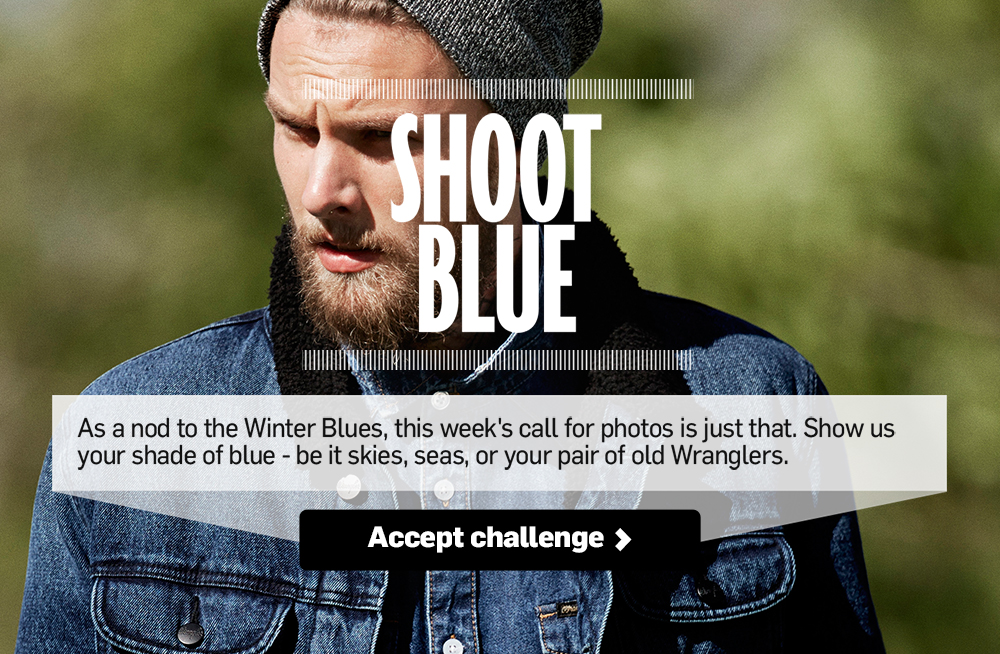 SHOOT
BLUE
As a nod to the Winter Blues, this week's call for photos is just that. Show us
your shade of blue - be it skies, seas, or your pair of old Wranglers.
Accept challenge